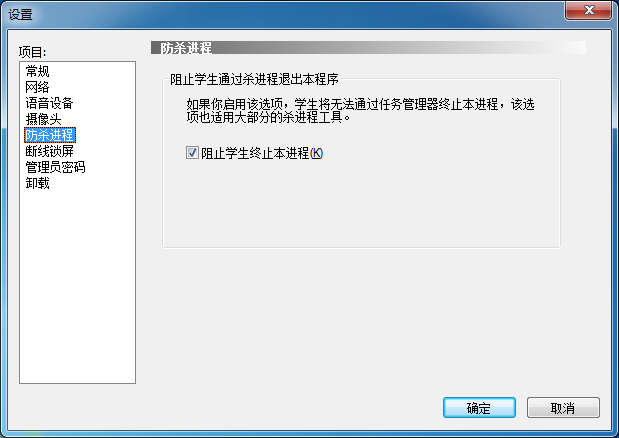 设置
项目:
常规
网络
语音设备
摄像头
防杀进程
断线锁屏
管理员密码
卸载
防杀进程
阻止学生通过杀进程退出本程序
如果你启用该选项，学生将无法通过任务管理器终止本进程，该选
项也适用大部分的杀进程工具。
阻止学生终止本进程(K)
确定
取消